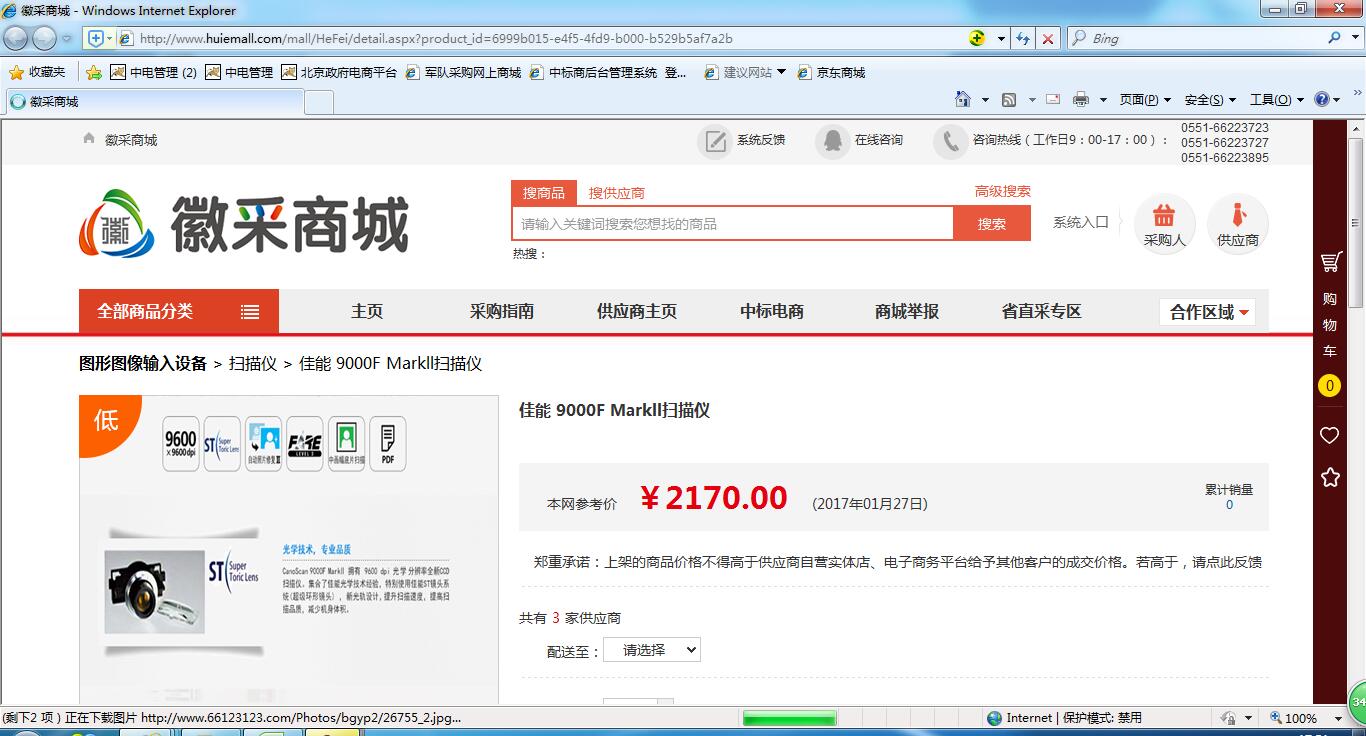 徽采商城 - Windows Internet Explorer
http://www.huiemall.com/mall/HeFei/detail.aspx?product_id=6999b015-e4f5-4fd9-b000-b529b5af7a2b
Bing
收藏夹 中电管理 (2) 中电管理 北京政府电商平台 军队采购网上商城 中标商后台管理系统 登... 建议网站 京东商城
徽采商城
页面(P) 安全(S) 工具(O)
徽采商城
系统反馈 在线咨询 咨询热线（工作日9：00-17：00）：
0551-66223723
0551-66223727
0551-66223895
徽采商城
搜商品 搜供应商 高级搜索
请输入关键词搜索您想找的商品 搜索
热搜：
系统入口 采购人 供应商
全部商品分类 主页 采购指南 供应商主页 中标电商 商城举报 省直采专区 合作区域
购物车
0
图形图像输入设备 > 扫描仪 > 佳能 9000F Markll扫描仪
低
9600
×9600dpi
ST Super Toric Lens
自动照片修复Ⅱ
FARE
LEVEL 3
中画幅底片扫描
PDF
ST Super Toric Lens
光学技术，专业品质
CanoScan 9000F MarkII 拥有 9600 dpi 光学分辨率全新CCD
扫描仪。集合了佳能光学技术经验，特别使用佳能ST镜头系
统(超级环形镜头)，新光轨设计，提升扫描速度，提高扫
描品质，减少机身体积。
佳能 9000F Markll扫描仪
本网参考价 ￥2170.00 (2017年01月27日)
累计销量
0
郑重承诺：上架的商品价格不得高于供应商自营实体店、电子商务平台给予其他客户的成交价格。若高于，请点此反馈
共有 3 家供应商
配送至： 请选择
(剩下2 项）正在下载图片 http://www.66123123.com/Photos/bgyp2/26755_2.jpg...
Internet | 保护模式: 禁用
100%
34